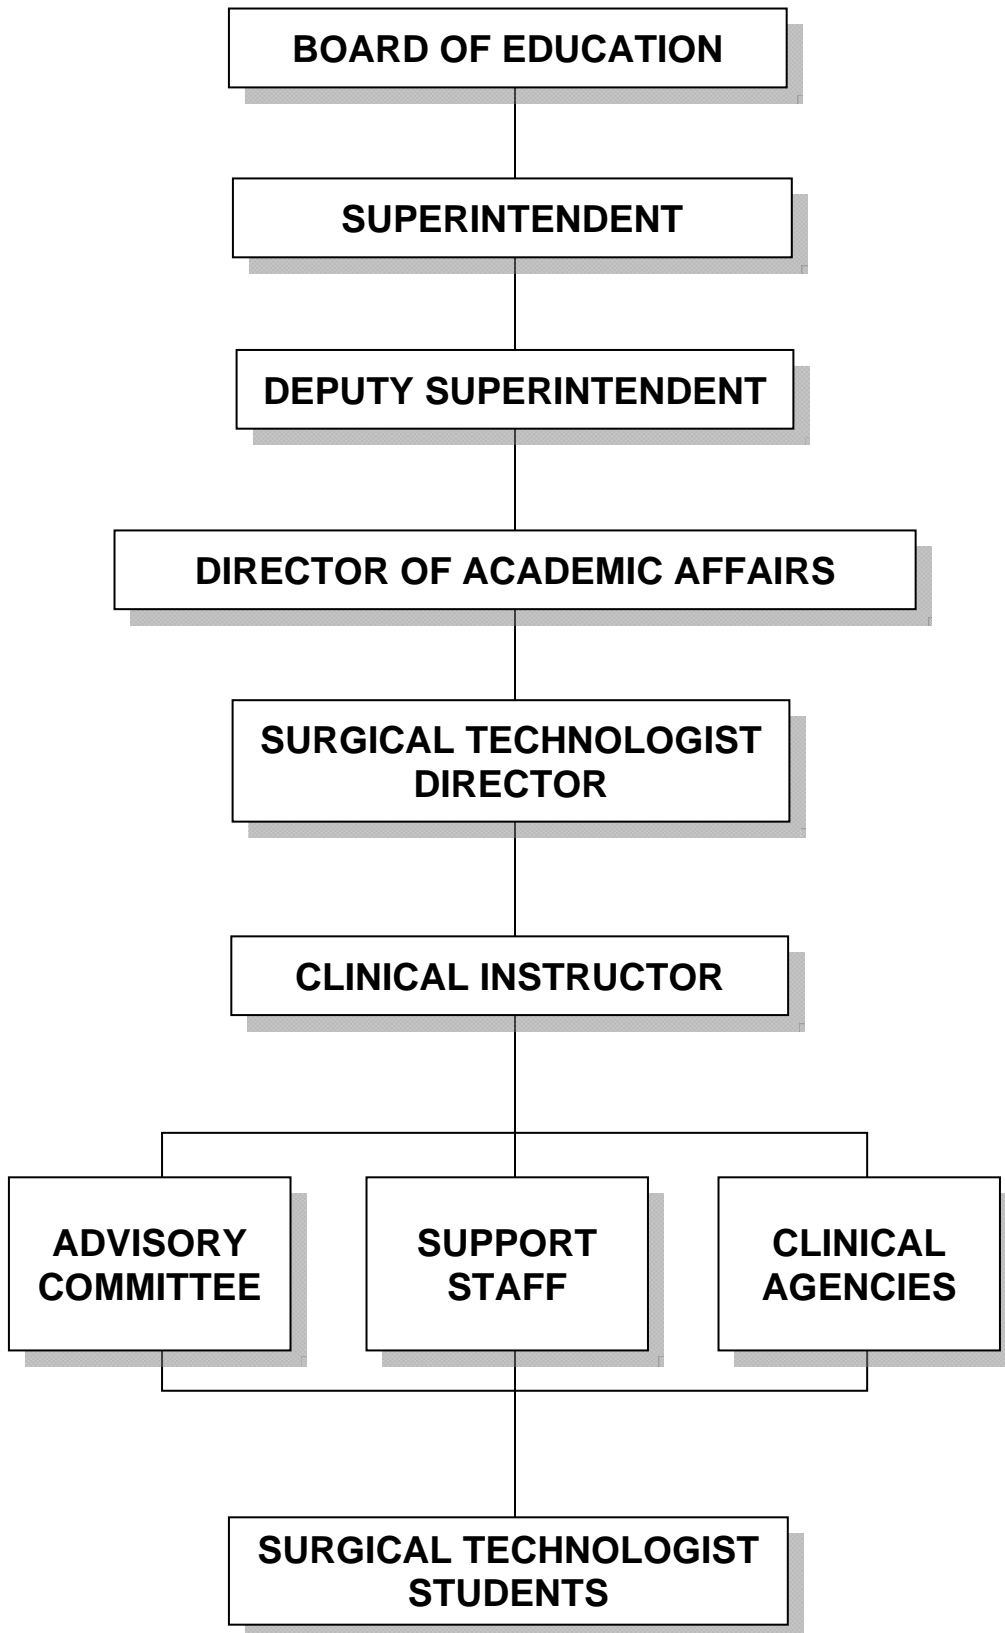 BOARD OF EDUCATION
SUPERINTENDENT
DEPUTY SUPERINTENDENT
DIRECTOR OF ACADEMIC AFFAIRS
SURGICAL TECHNOLOGIST
DIRECTOR
CLINICAL INSTRUCTOR
ADVISORY
COMMITTEE
SUPPORT
STAFF
CLINICAL
AGENCIES
SURGICAL TECHNOLOGIST
STUDENTS